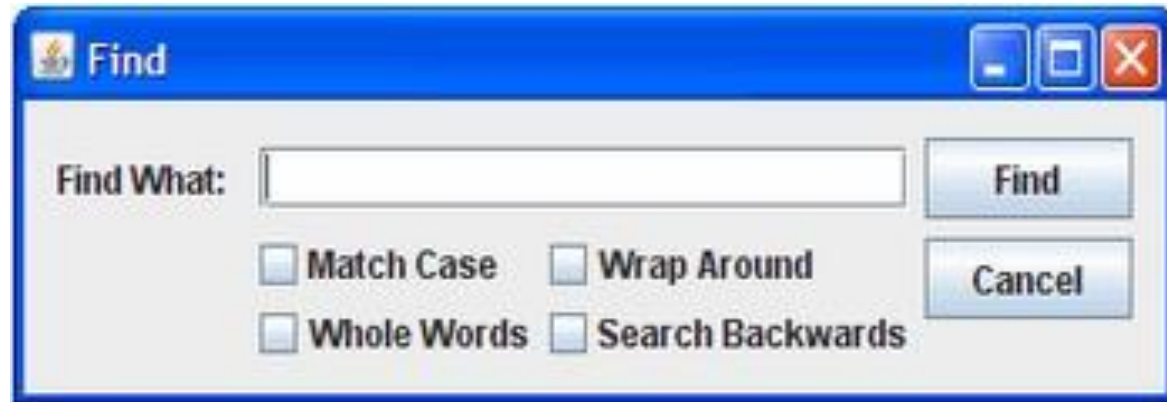 Find
Find What:
Find
Match Case
Wrap Around
Cancel
Whole Words
Search Backwards